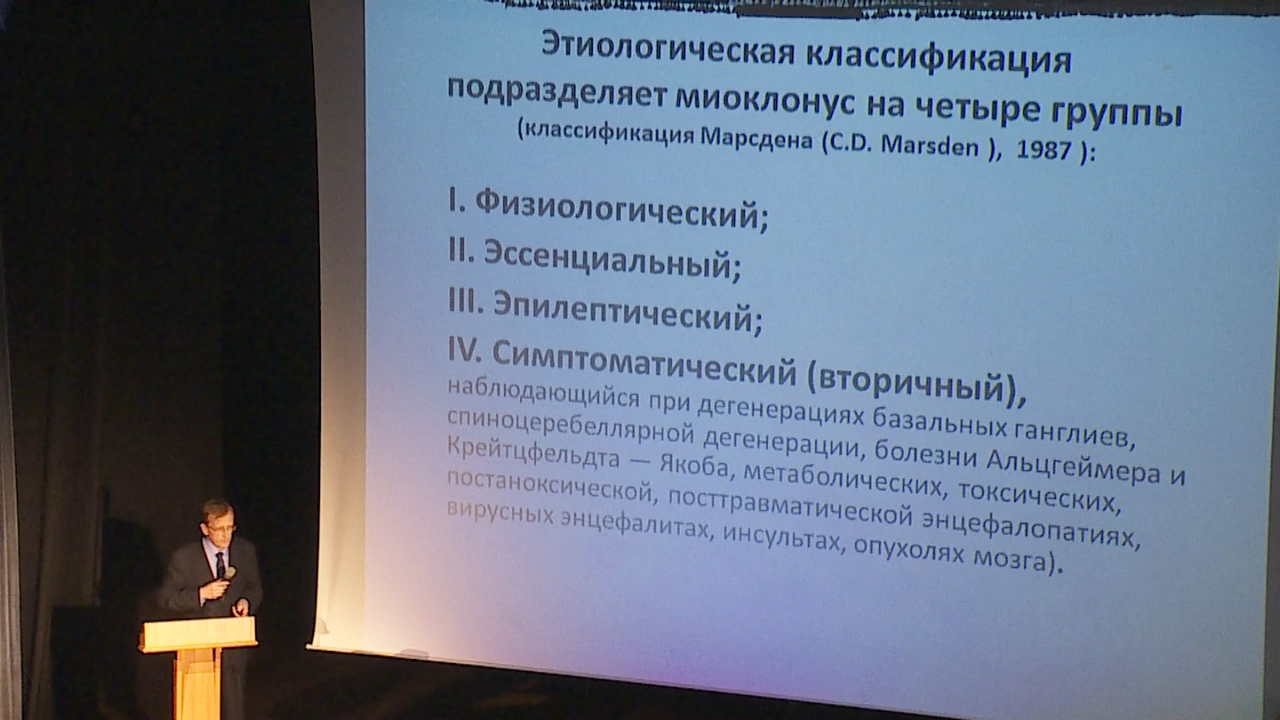 Этиологическая классификация
подразделяет миоклонус на четыре группы
(классификация Марсдена (C.D. Marsden ), 1987 ):
I. Физиологический;
II. Эссенциальный;
III. Эпилептический;
IV. Симптоматический (вторичный),
наблюдающийся при дегенерациях базальных ганглиев,
спиноцеребеллярной дегенерации, болезни Альцгеймера и
Крейтцфельдта — Якоба, метаболических, токсических,
постаноксической, посттравматической энцефалопатиях,
вирусных энцефалитах, инсультах, опухолях мозга).